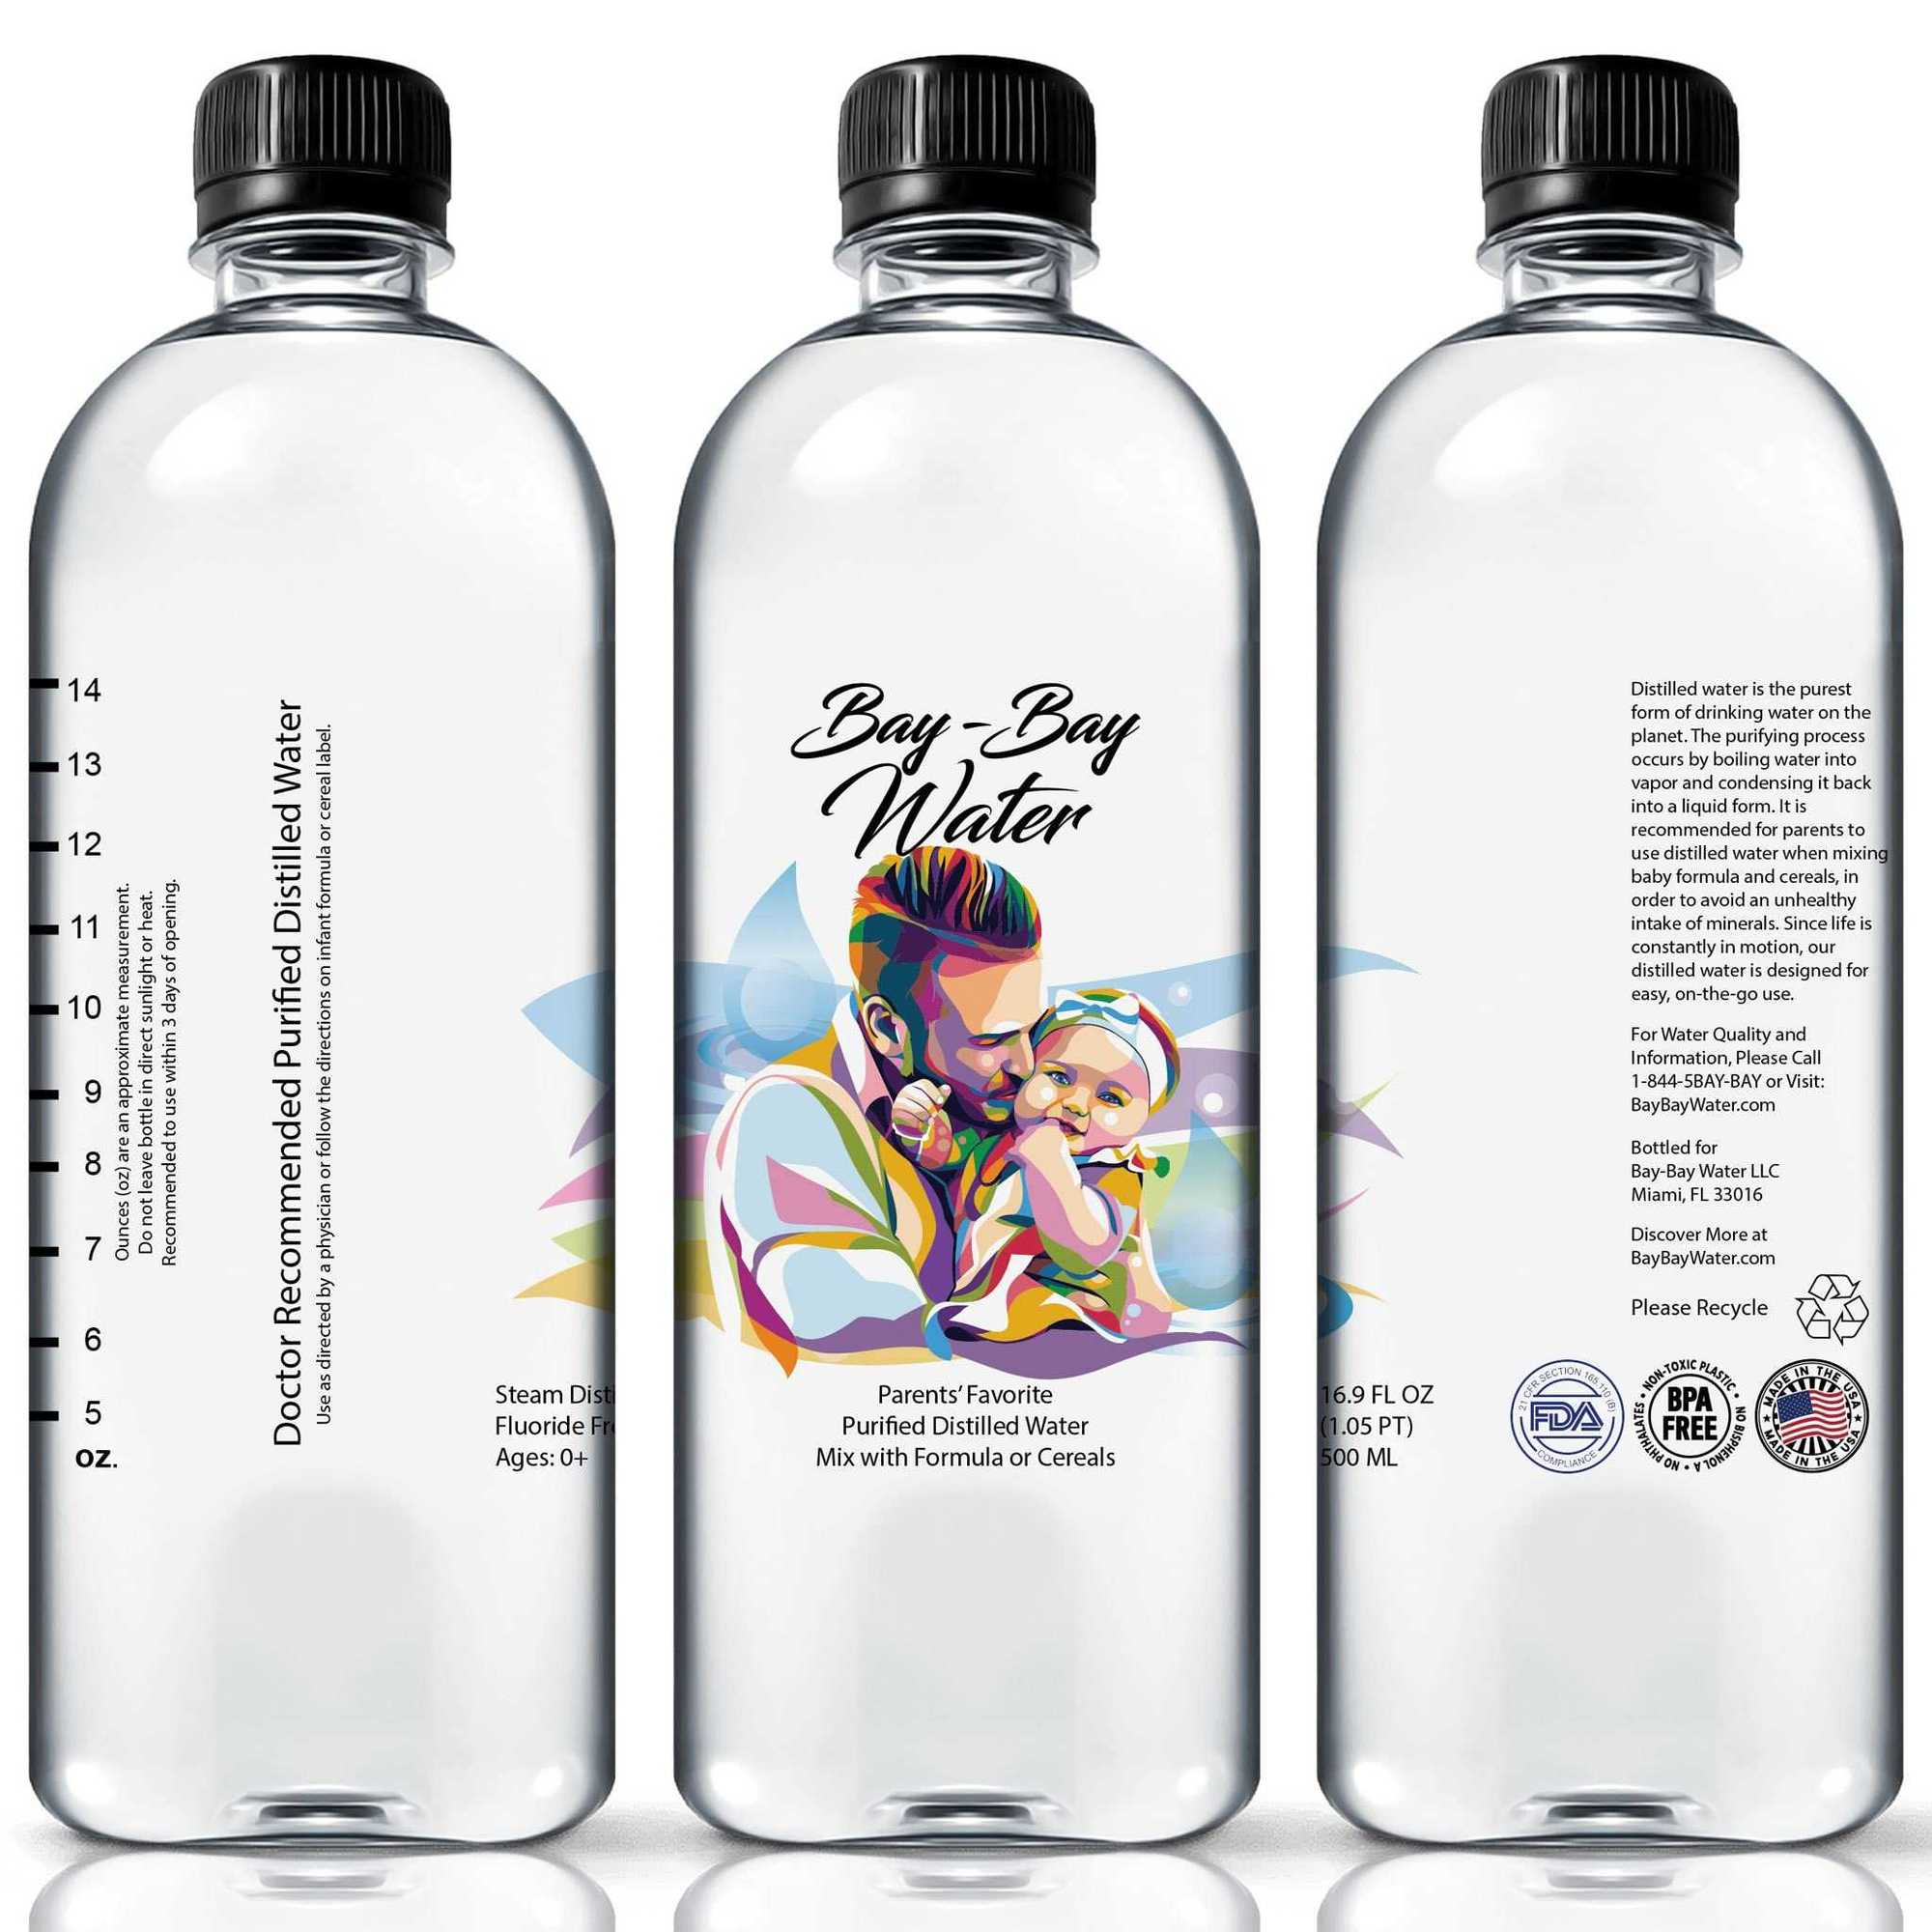 14
13
12
11
10
9
8
7
6
5
oz.
Ounces (oz) are an approximate measurement.
Do not leave bottle in direct sunlight or heat.
Recommended to use within 3 days of opening.
Doctor Recommended Purified Distilled Water
Use as directed by a physician or follow the directions on infant formula or cereal label.
Steam Disti
Fluoride Fr
Ages: 0+
Bay-Bay
Water
Parents' Favorite
Purified Distilled Water
Mix with Formula or Cereals
16.9 FL OZ
(1.05 PT)
500 ML
Distilled water is the purest
form of drinking water on the
planet. The purifying process
occurs by boiling water into
vapor and condensing it back
into a liquid form. It is
recommended for parents to
use distilled water when mixing
baby formula and cereals, in
order to avoid an unhealthy
intake of minerals. Since life is
constantly in motion, our
distilled water is designed for
easy, on-the-go use.
For Water Quality and
Information, Please Call
1-844-5BAY-BAY or Visit:
BayBayWater.com
Bottled for
Bay-Bay Water LLC
Miami, FL 33016
Discover More at
BayBayWater.com
Please Recycle
21 CFR SECTION 165.110 (B)
FDA
COMPLIANCE
NON-TOXIC PLASTIC •
NO BISPHENOL A • NO PHTHALATES •
BPA
FREE
MADE IN THE USA
MADE IN THE USA